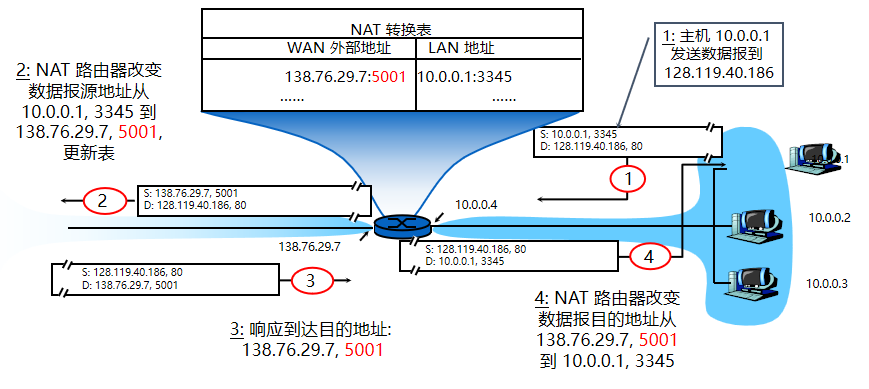 NAT 转换表
WAN 外部地址 LAN 地址
138.76.29.7:5001 10.0.0.1:3345
…… ……
1: 主机 10.0.0.1
发送数据报到
128.119.40.186
2: NAT 路由器改变
数据报源地址从
10.0.0.1, 3345 到
138.76.29.7, 5001,
更新表
S: 10.0.0.1, 3345
D: 128.119.40.186, 80
1
S: 138.76.29.7, 5001
D: 128.119.40.186, 80
2
10.0.0.4
138.76.29.7
S: 128.119.40.186, 80
D: 10.0.0.1, 3345
4
S: 128.119.40.186, 80
D: 138.76.29.7, 5001
3
.1
10.0.0.2
10.0.0.3
3: 响应到达目的地址:
138.76.29.7, 5001
4: NAT 路由器改变
数据报目的地址从
138.76.29.7, 5001
到 10.0.0.1, 3345